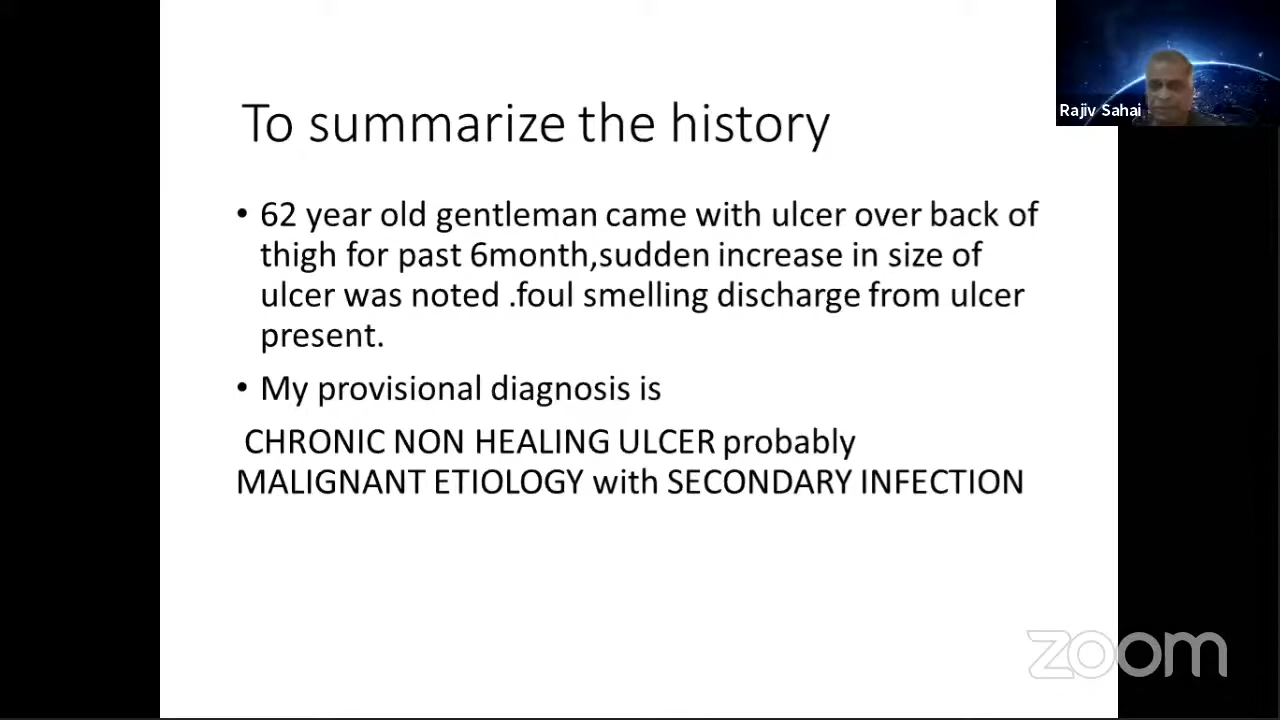 Rajiv Sahai
To summarize the history
• 62 year old gentleman came with ulcer over back of
thigh for past 6month,sudden increase in size of
ulcer was noted .foul smelling discharge from ulcer
present.
• My provisional diagnosis is
CHRONIC NON HEALING ULCER probably
MALIGNANT ETIOLOGY with SECONDARY INFECTION
zoom